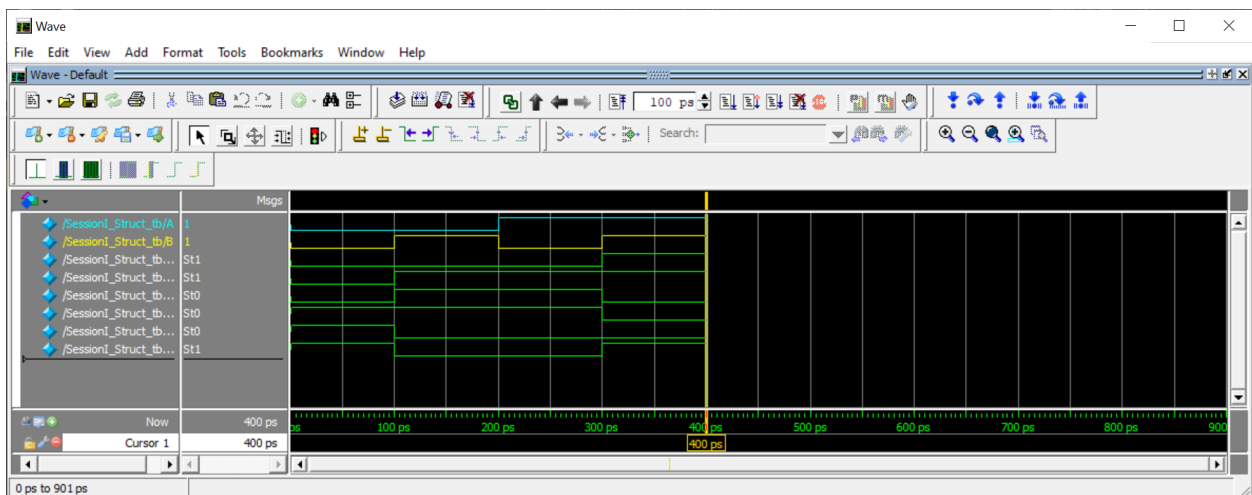 Wave
File Edit View Add Format Tools Bookmarks Window Help
Wave - Default
100 ps
Search:
Msgs
/SessionI_Struct_tb/A 1
/SessionI_Struct_tb/B 1
/SessionI_Struct_tb... St1
/SessionI_Struct_tb... St1
/SessionI_Struct_tb... St0
/SessionI_Struct_tb... St0
/SessionI_Struct_tb... St0
/SessionI_Struct_tb... St1
Now 400 ps ps 100 ps 200 ps 300 ps 400 ps 500 ps 600 ps 700 ps 800 ps 900
Cursor 1 400 ps 400 ps
0 ps to 901 ps